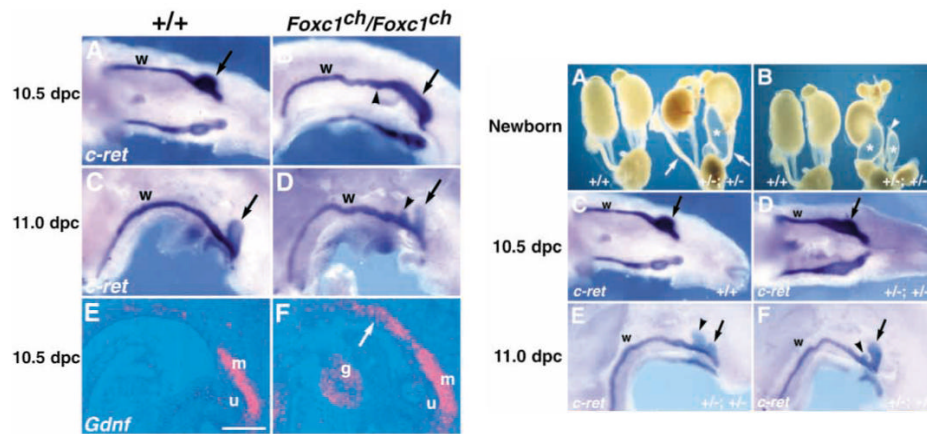 +/+ Foxc1ch/Foxc1ch
10.5 dpc
A w
c-ret
B w
11.0 dpc
C w
c-ret
D w
10.5 dpc
E m
u
Gdnf
F g m
u
Newborn
A
+/+ * +/-; +/-
B
+/+ * * +/-; +/-
10.5 dpc
C w
c-ret +/+
D w
+/-; +/-
11.0 dpc
E w
c-ret +/-; +/-
F w
c-ret +/-; +/-